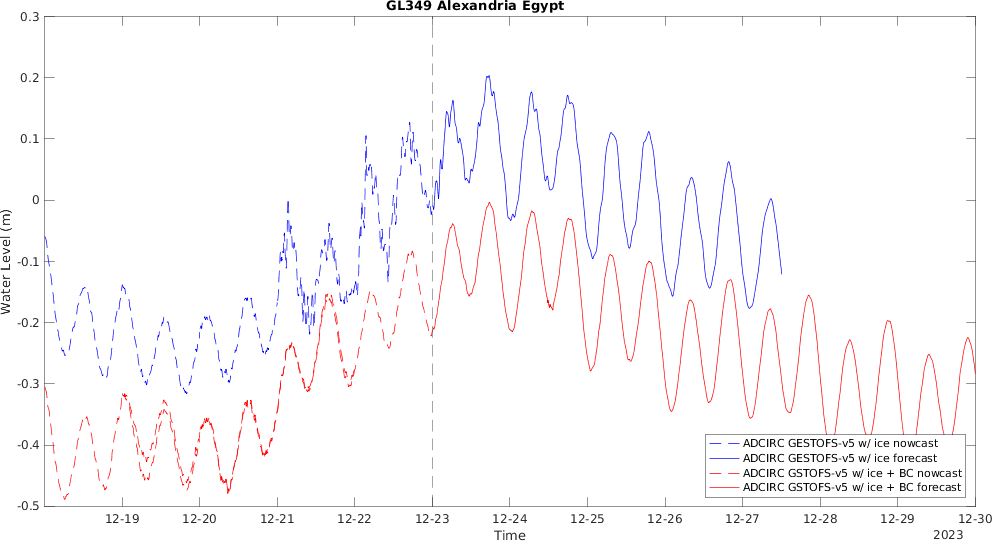 GL349 Alexandria Egypt
0.3
0.2
0.1
0
-0.1
-0.2
-0.3
-0.4
-0.5
Water Level (m)
ADCIRC GESTOFS-v5 w/ ice nowcast
ADCIRC GESTOFS-v5 w/ ice forecast
ADCIRC GSTOFS-v5 w/ ice + BC nowcast
ADCIRC GSTOFS-v5 w/ ice + BC forecast
12-19 12-20 12-21 12-22 12-23 12-24 12-25 12-26 12-27 12-28 12-29 12-30
Time
2023